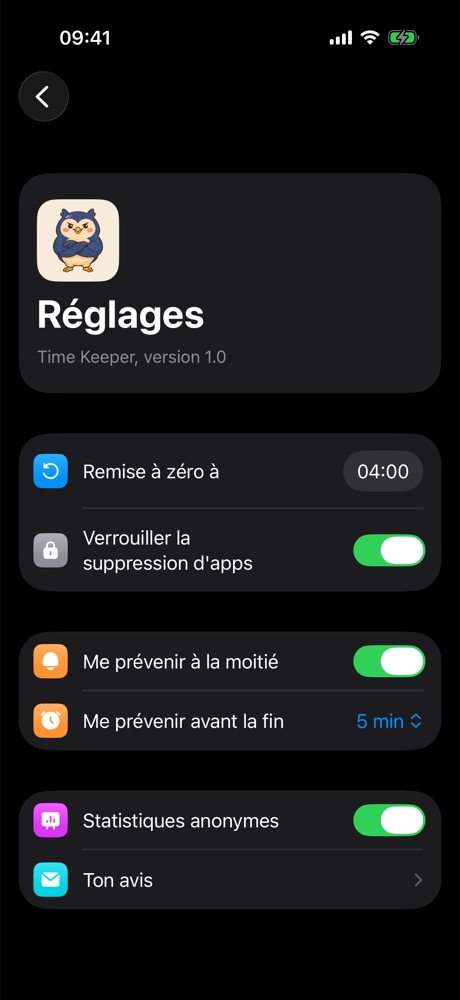 09:41
Réglages
Time Keeper, version 1.0
Remise à zéro à
04:00
Verrouiller la
suppression d'apps
Me prévenir à la moitié
Me prévenir avant la fin
5 min
Statistiques anonymes
Ton avis